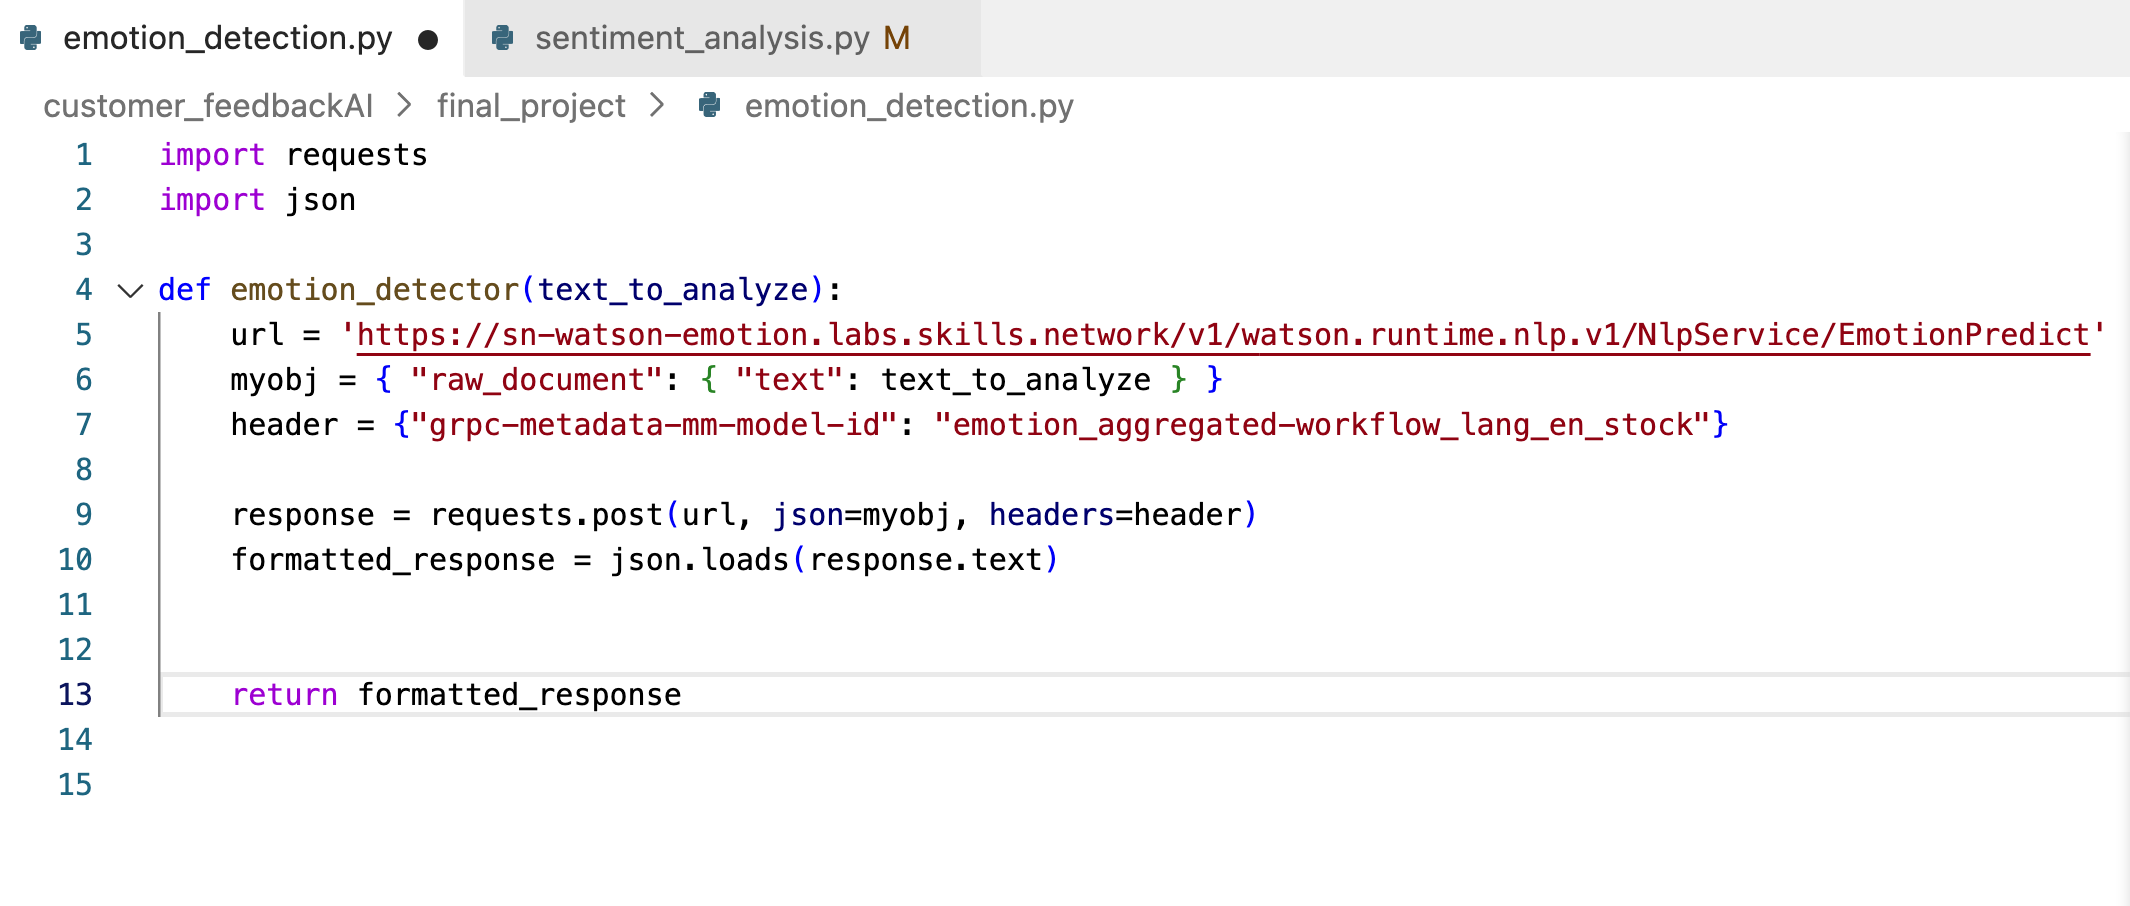 emotion_detection.py ● sentiment_analysis.py M
customer_feedbackAI > final_project > emotion_detection.py
1 import requests
2 import json
3
4 def emotion_detector(text_to_analyze):
5     url = 'https://sn-watson-emotion.labs.skills.network/v1/watson.runtime.nlp.v1/NlpService/EmotionPredict'
6     myobj = { "raw_document": { "text": text_to_analyze } }
7     header = {"grpc-metadata-mm-model-id": "emotion_aggregated-workflow_lang_en_stock"}
8
9     response = requests.post(url, json=myobj, headers=header)
10     formatted_response = json.loads(response.text)
11
12
13     return formatted_response
14
15